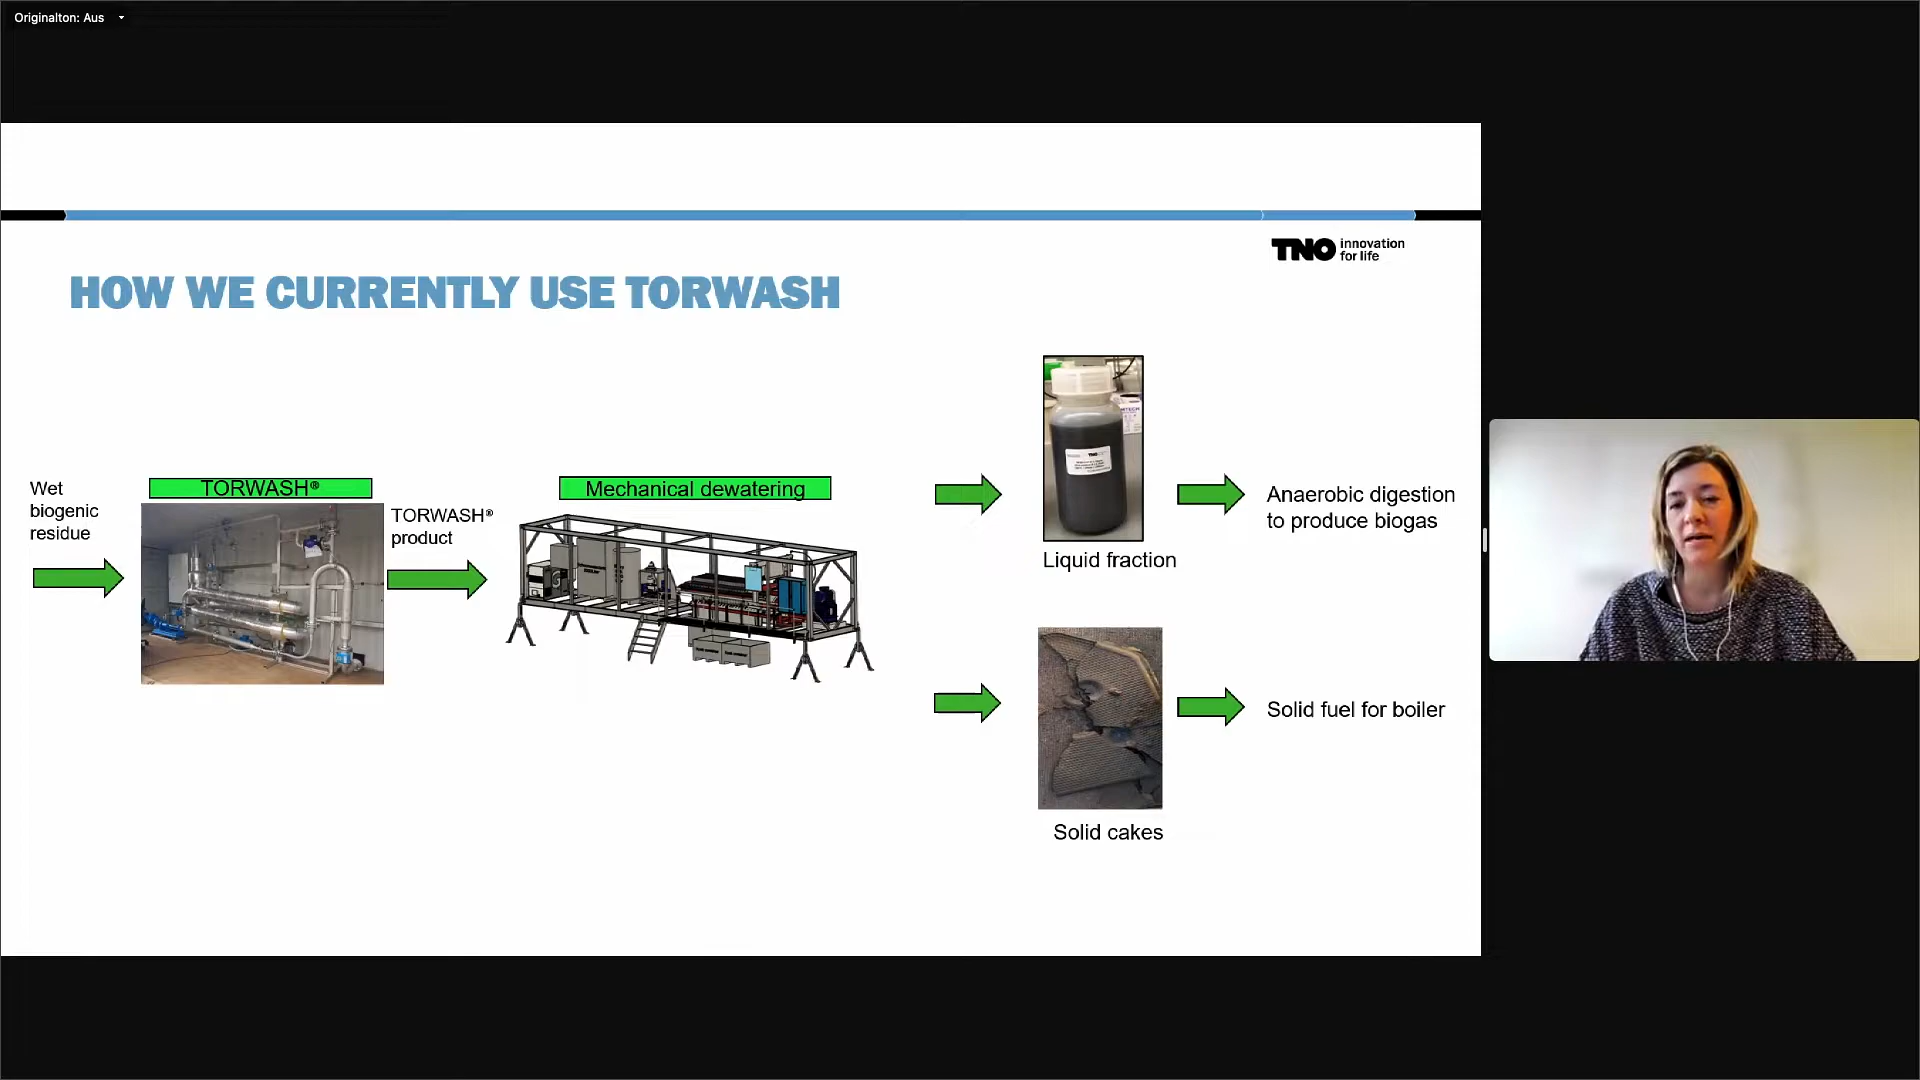 Originalton: Aus
TNO innovation
for life
HOW WE CURRENTLY USE TORWASH
Wet
biogenic
residue
TORWASH®
TORWASH®
product
Mechanical dewatering
TNO
Liquid fraction
Anaerobic digestion
to produce biogas
Solid cakes
Solid fuel for boiler